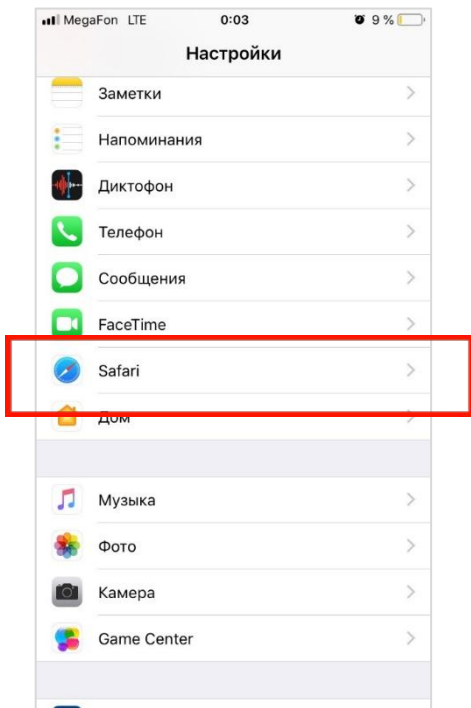 MegaFon LTE 0:03 9 %
Настройки
Заметки
Напоминания
Диктофон
Телефон
Сообщения
FaceTime
Safari
Дом
Музыка
Фото
Камера
Game Center